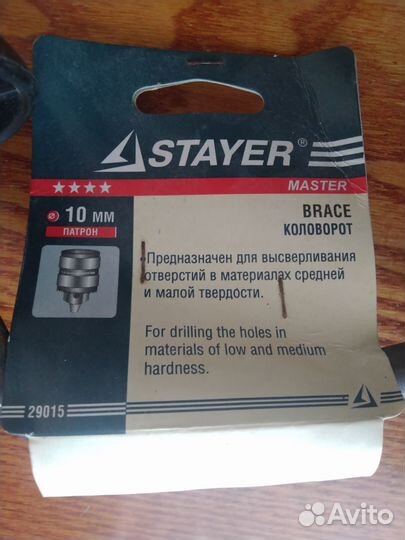 STAYER®
MASTER
⌀ 10 мм
ПАТРОН
BRACE
КОЛОВОРОТ
Предназначен для высверливания
отверстий в материалах средней
и малой твердости.
For drilling the holes in
materials of low and medium
hardness.
29015
Avito